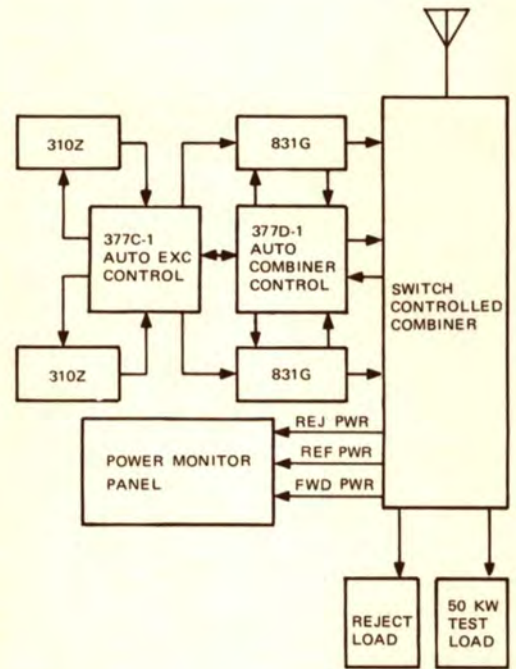 310Z
831G
377C-1
AUTO EXC
CONTROL
377D-1
AUTO
COMBINER
CONTROL
SWITCH
CONTROLLED
COMBINER
310Z
831G
REJ PWR
POWER MONITOR
PANEL
REF PWR
FWD PWR
REJECT
LOAD
50 KW
TEST
LOAD